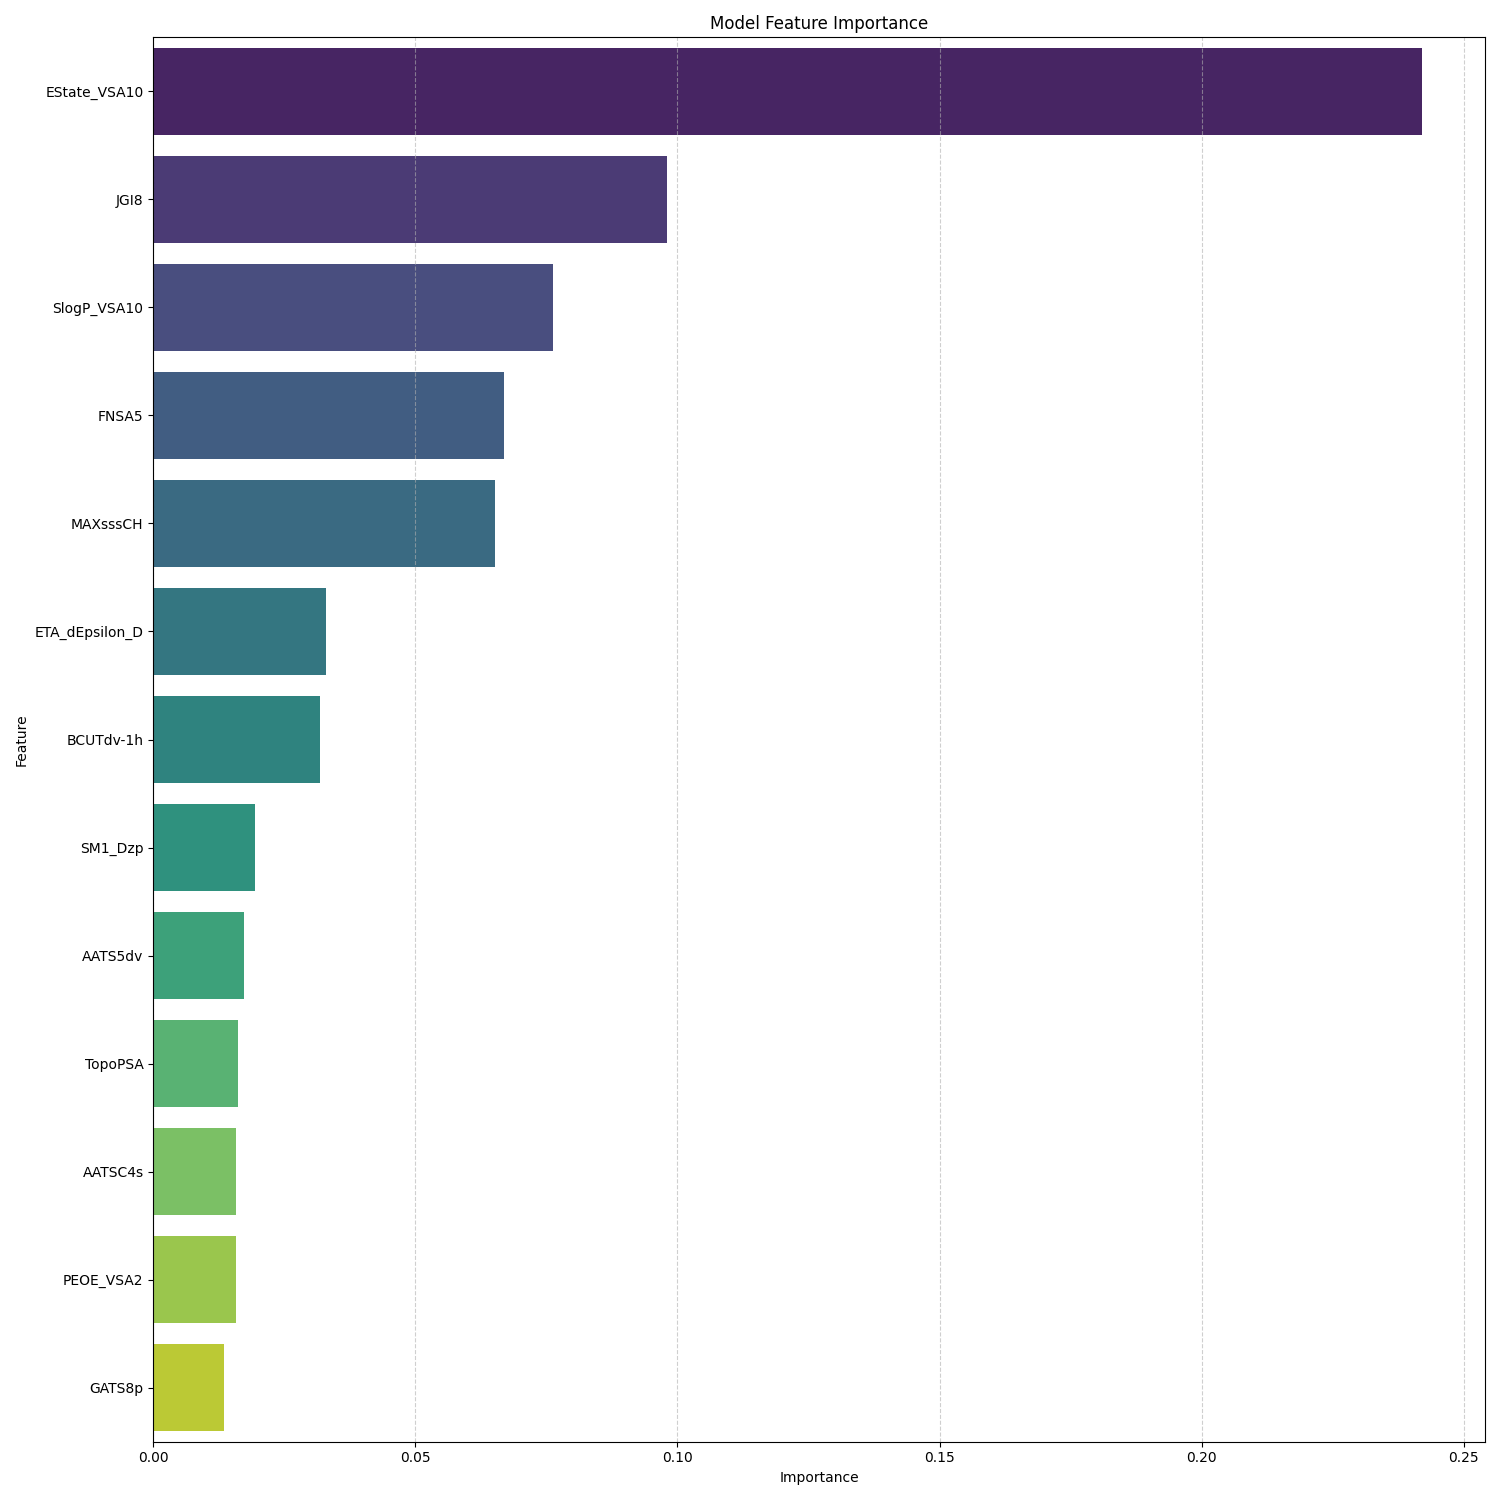 Model Feature Importance
EState_VSA10
JGI8
SlogP_VSA10
FNSA5
MAXsssCH
ETA_dEpsilon_D
BCUTdv-1h
SM1_Dzp
AATS5dv
TopoPSA
AATSC4s
PEOE_VSA2
GATS8p
Feature
0.00 0.05 0.10 0.15 0.20 0.25
Importance